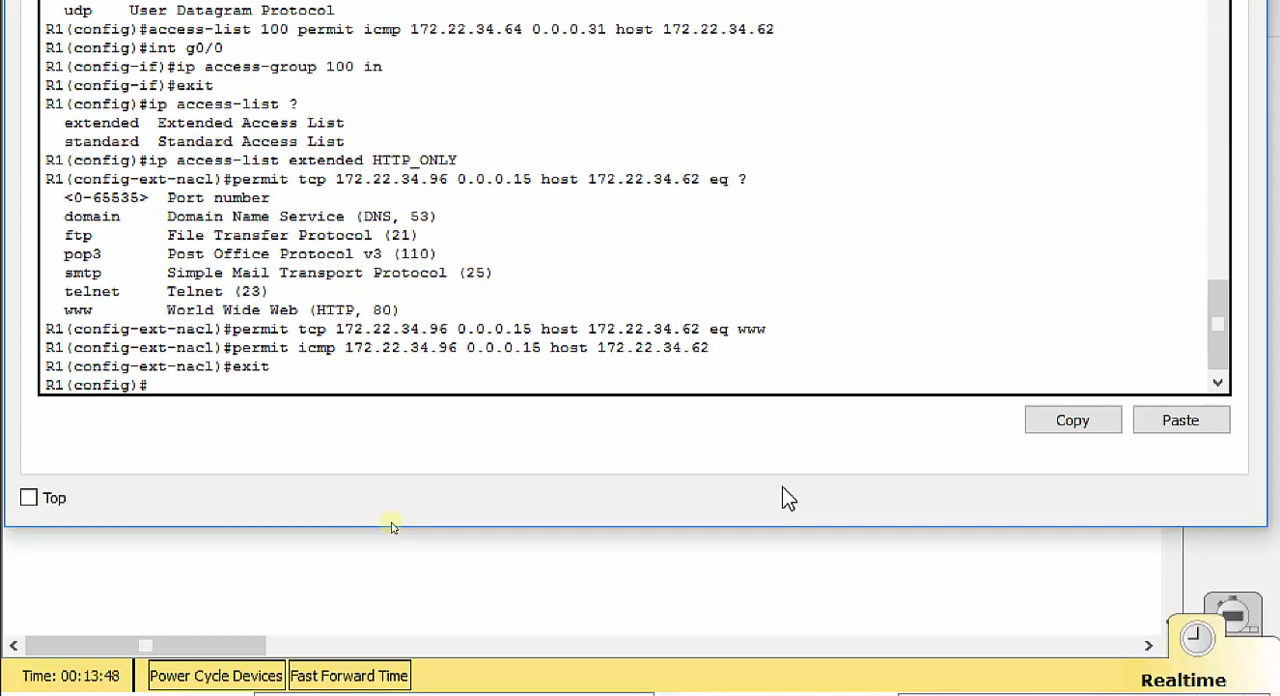 udp    User Datagram Protocol
R1(config)#access-list 100 permit icmp 172.22.34.64 0.0.0.31 host 172.22.34.62
R1(config)#int g0/0
R1(config-if)#ip access-group 100 in
R1(config-if)#exit
R1(config)#ip access-list ?
extended  Extended Access List
standard  Standard Access List
R1(config)#ip access-list extended HTTP_ONLY
R1(config-ext-nacl)#permit tcp 172.22.34.96 0.0.0.15 host 172.22.34.62 eq ?
<0-65535>  Port number
domain     Domain Name Service (DNS, 53)
ftp        File Transfer Protocol (21)
pop3       Post Office Protocol v3 (110)
smtp       Simple Mail Transport Protocol (25)
telnet     Telnet (23)
www        World Wide Web (HTTP, 80)
R1(config-ext-nacl)#permit tcp 172.22.34.96 0.0.0.15 host 172.22.34.62 eq www
R1(config-ext-nacl)#permit icmp 172.22.34.96 0.0.0.15 host 172.22.34.62
R1(config-ext-nacl)#exit
R1(config)#
Copy
Paste
Top
Time: 00:13:48
Power Cycle Devices
Fast Forward Time
Realtime